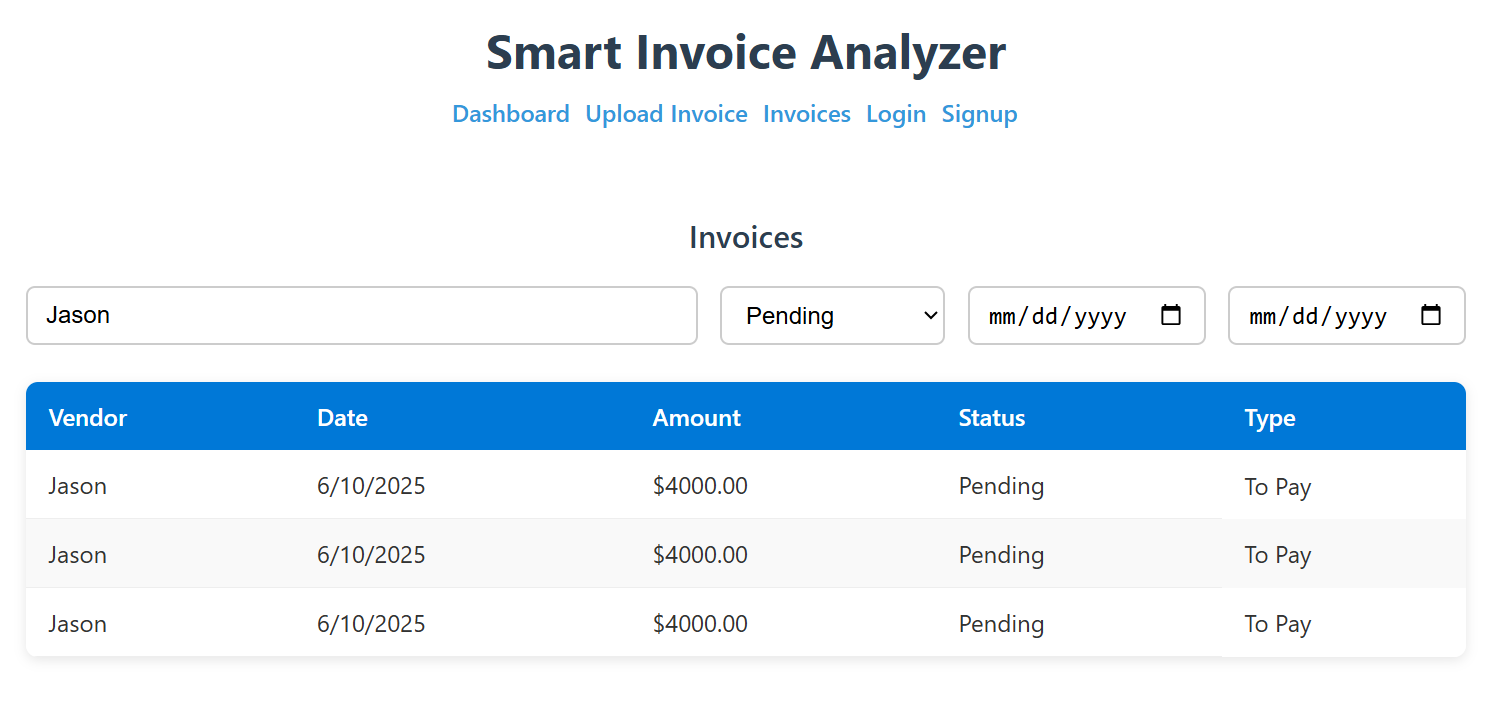 Smart Invoice Analyzer
Dashboard Upload Invoice Invoices Login Signup
Invoices
Jason Pending mm/dd/yyyy mm/dd/yyyy
Vendor Date Amount Status Type
Jason 6/10/2025 $4000.00 Pending To Pay
Jason 6/10/2025 $4000.00 Pending To Pay
Jason 6/10/2025 $4000.00 Pending To Pay